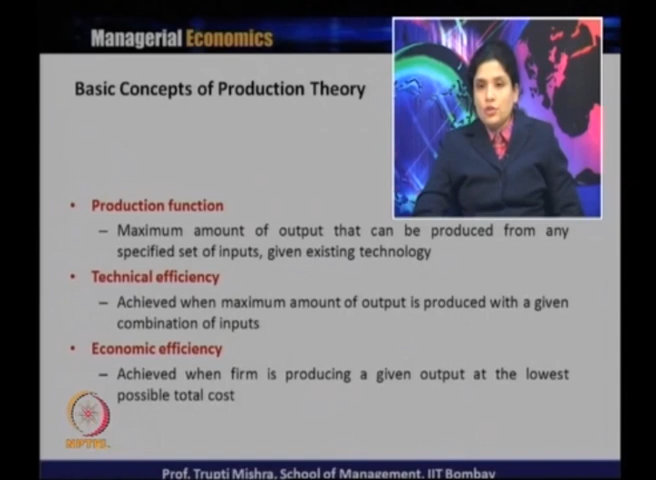 Managerial Economics
Basic Concepts of Production Theory
• Production function
– Maximum amount of output that can be produced from any
specified set of inputs, given existing technology
• Technical efficiency
– Achieved when maximum amount of output is produced with a given
combination of inputs
• Economic efficiency
– Achieved when firm is producing a given output at the lowest
possible total cost
NPTEL
Prof. Trupti Mishra, School of Management, IIT Bombay